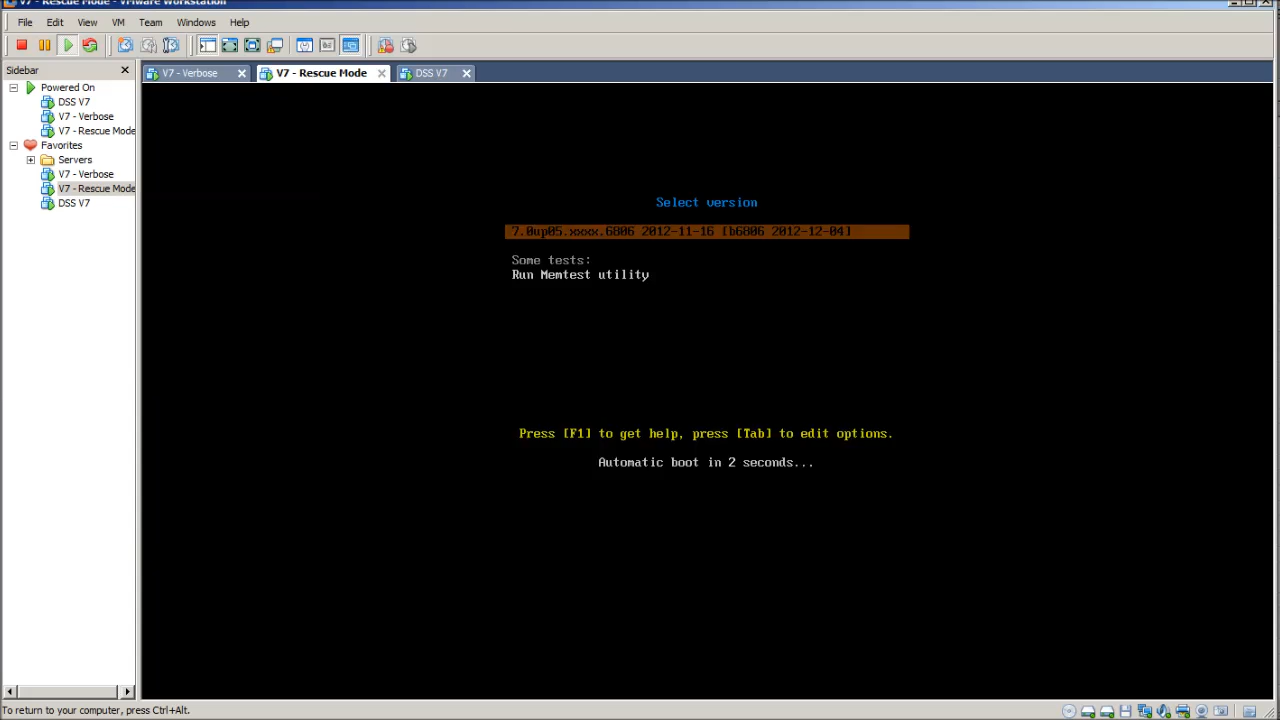 V7 - Rescue Mode - VMware Workstation
File Edit View VM Team Windows Help
Sidebar
V7 - Verbose V7 - Rescue Mode DSS V7
Powered On
DSS V7
V7 - Verbose
V7 - Rescue Mode
Favorites
Servers
V7 - Verbose
V7 - Rescue Mode
DSS V7
Select version
7.0up05.xxxx.6806 2012-11-16 [b6806 2012-12-04]
Some tests:
Run Memtest utility
Press [F1] to get help, press [Tab] to edit options.
Automatic boot in 2 seconds...
To return to your computer, press Ctrl+Alt.